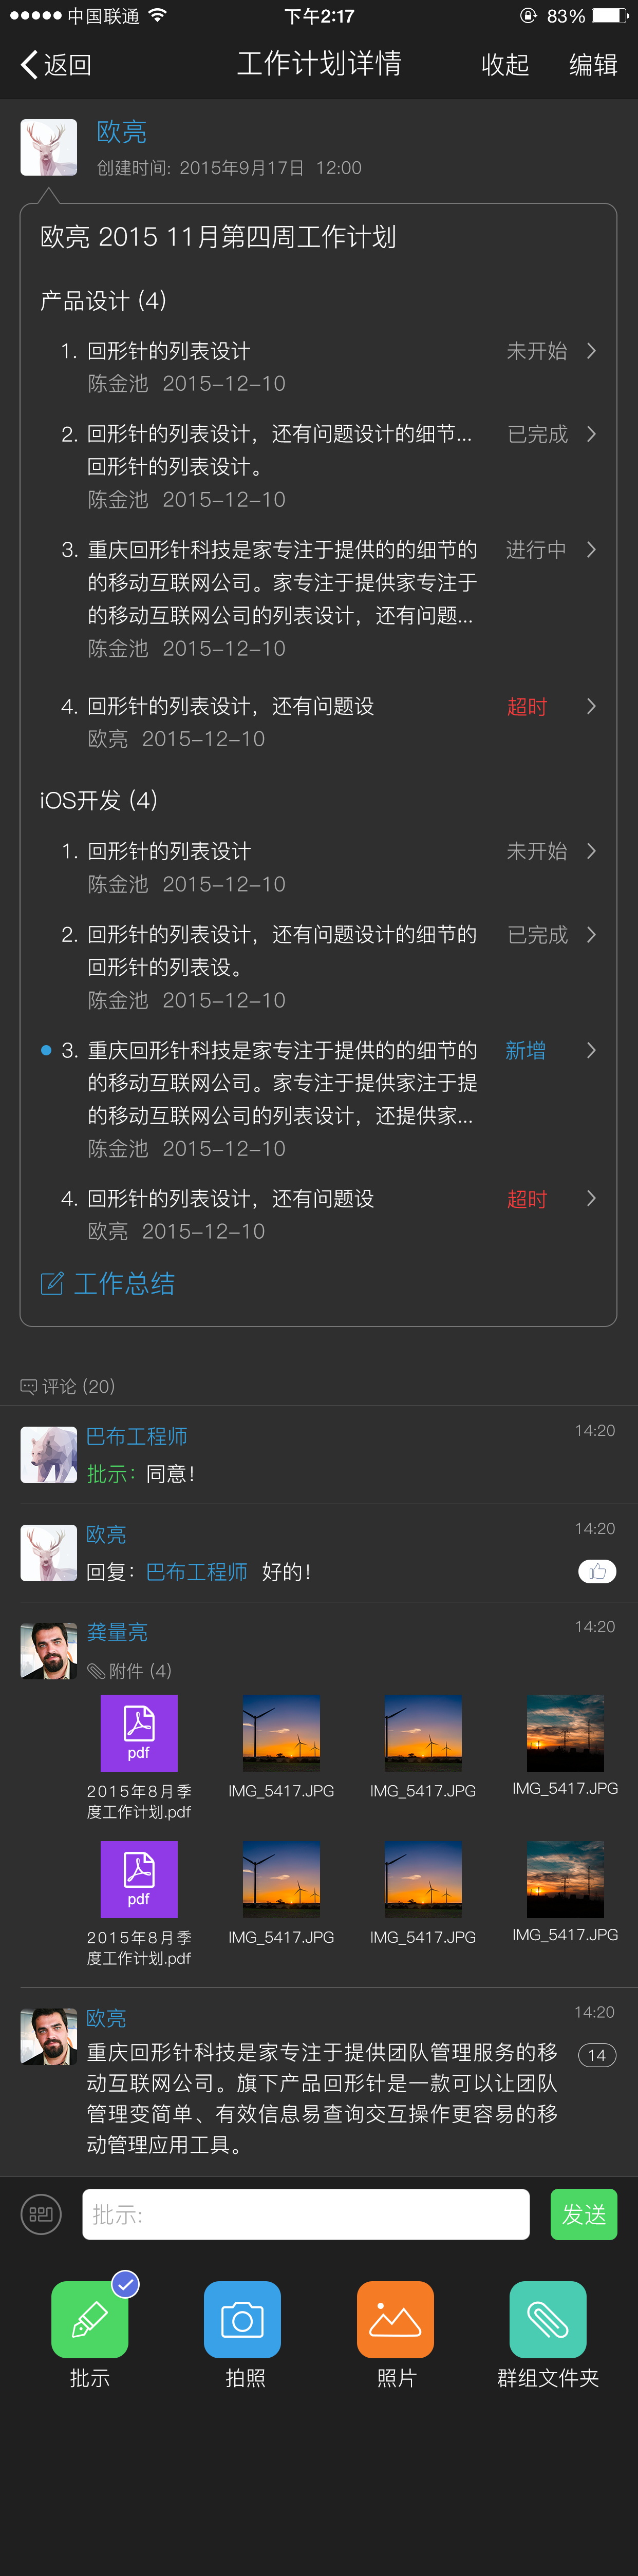 中国联通 下午2:17 83%
返回 工作计划详情 收起 编辑
欧亮
创建时间: 2015年9月17日 12:00
欧亮 2015 11月第四周工作计划
产品设计 (4)
1. 回形针的列表设计 未开始
陈金池 2015-12-10
2. 回形针的列表设计，还有问题设计的细节... 已完成
回形针的列表设计。
陈金池 2015-12-10
3. 重庆回形针科技是家专注于提供的的细节的 进行中
的移动互联网公司。家专注于提供家专注于
的移动互联网公司的列表设计，还有问题...
陈金池 2015-12-10
4. 回形针的列表设计，还有问题设 超时
欧亮 2015-12-10
iOS开发 (4)
1. 回形针的列表设计 未开始
陈金池 2015-12-10
2. 回形针的列表设计，还有问题设计的细节的 已完成
回形针的列表设。
陈金池 2015-12-10
3. 重庆回形针科技是家专注于提供的的细节的 新增
的移动互联网公司。家专注于提供家注于提
的移动互联网公司的列表设计，还提供家...
陈金池 2015-12-10
4. 回形针的列表设计，还有问题设 超时
欧亮 2015-12-10
工作总结
评论 (20)
巴布工程师 14:20
批示：同意！
欧亮 14:20
回复：巴布工程师 好的！
龚量亮 14:20
附件 (4)
pdf
2015年8月季 IMG_5417.JPG IMG_5417.JPG IMG_5417.JPG
度工作计划.pdf
pdf
2015年8月季 IMG_5417.JPG IMG_5417.JPG IMG_5417.JPG
度工作计划.pdf
欧亮 14:20
重庆回形针科技是家专注于提供团队管理服务的移 14
动互联网公司。旗下产品回形针是一款可以让团队
管理变简单、有效信息易查询交互操作更容易的移
动管理应用工具。
批示: 发送
批示 拍照 照片 群组文件夹